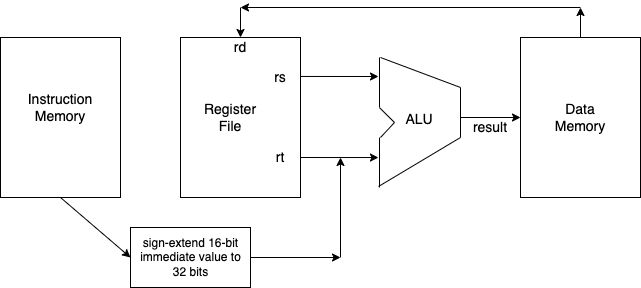 rd
rs
Instruction
Memory
Register
File
ALU
Data
Memory
result
rt
sign-extend 16-bit
immediate value to
32 bits